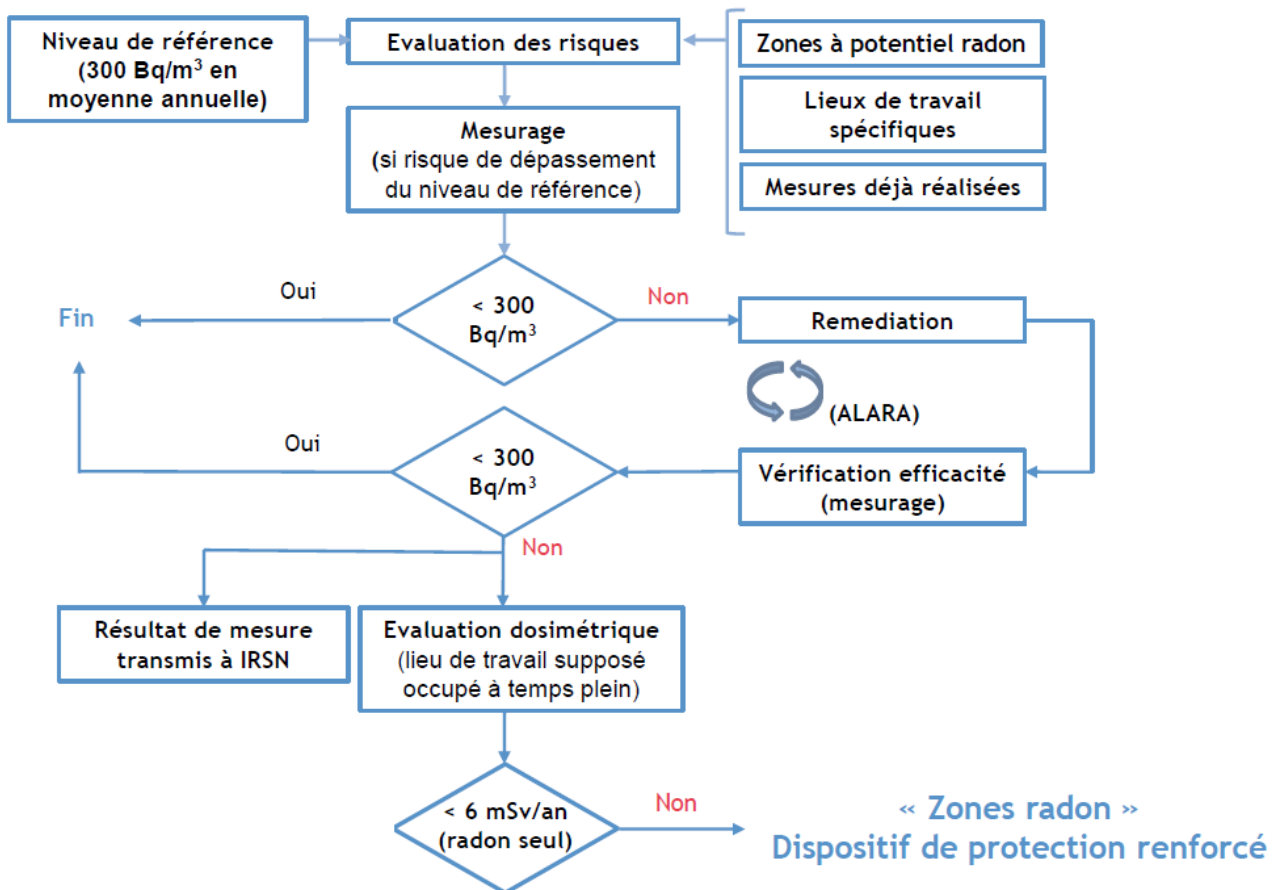 Niveau de référence
(300 Bq/m³ en
moyenne annuelle)
Evaluation des risques
Zones à potentiel radon
Lieux de travail
spécifiques
Mesures déjà réalisées
Mesurage
(si risque de dépassement
du niveau de référence)
Oui
< 300
Bq/m³
Non
Fin
Remediation
(ALARA)
Oui
< 300
Bq/m³
Vérification efficacité
(mesurage)
Non
Résultat de mesure
transmis à IRSN
Evaluation dosimétrique
(lieu de travail supposé
occupé à temps plein)
< 6 mSv/an
(radon seul)
Non
« Zones radon »
Dispositif de protection renforcé